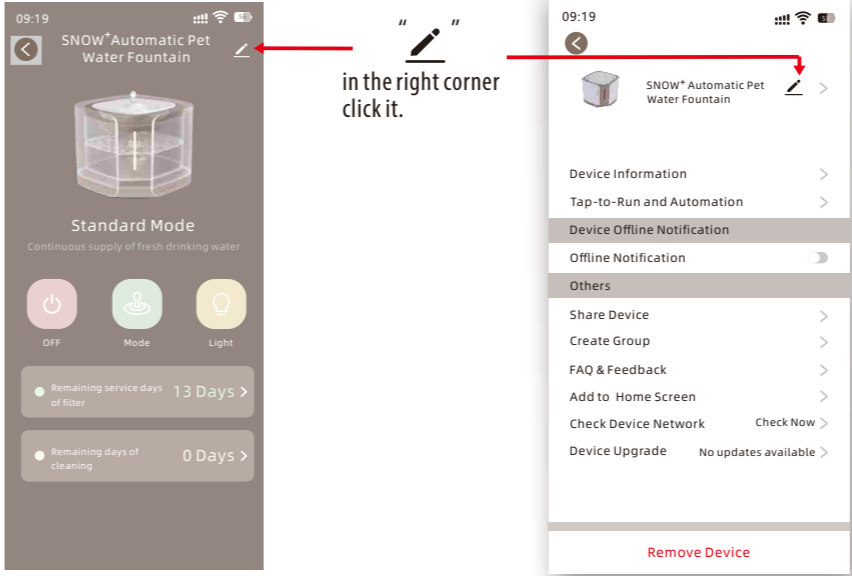 09:19
SNOW⁺Automatic Pet
Water Fountain
Standard Mode
Continuous supply of fresh drinking water
OFF
Mode
Light
Remaining service days
of filter
13 Days >
Remaining days of
cleaning
0 Days >
“ ”
in the right corner
click it.
09:19
SNOW⁺ Automatic Pet
Water Fountain
Device Information
Tap-to-Run and Automation
Device Offline Notification
Offline Notification
Others
Share Device
Create Group
FAQ & Feedback
Add to Home Screen
Check Device Network Check Now >
Device Upgrade No updates available >
Remove Device